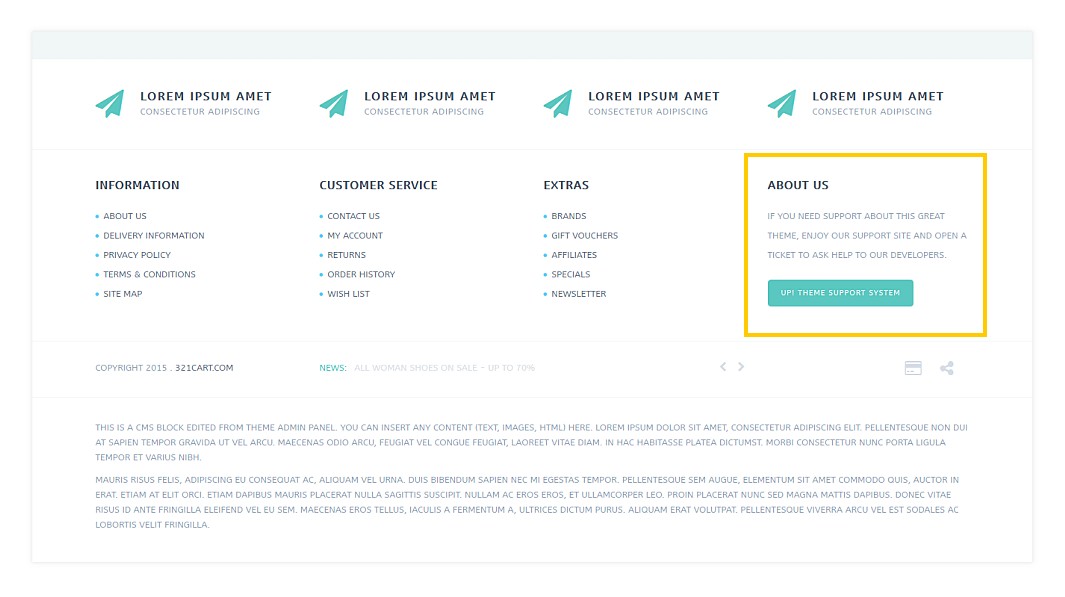 LOREM IPSUM AMET
CONSECTETUR ADIPISCING
LOREM IPSUM AMET
CONSECTETUR ADIPISCING
LOREM IPSUM AMET
CONSECTETUR ADIPISCING
LOREM IPSUM AMET
CONSECTETUR ADIPISCING
INFORMATION
ABOUT US
DELIVERY INFORMATION
PRIVACY POLICY
TERMS & CONDITIONS
SITE MAP
CUSTOMER SERVICE
CONTACT US
MY ACCOUNT
RETURNS
ORDER HISTORY
WISH LIST
EXTRAS
BRANDS
GIFT VOUCHERS
AFFILIATES
SPECIALS
NEWSLETTER
ABOUT US
IF YOU NEED SUPPORT ABOUT THIS GREAT
THEME, ENJOY OUR SUPPORT SITE AND OPEN A
TICKET TO ASK HELP TO OUR DEVELOPERS.
UP! THEME SUPPORT SYSTEM
COPYRIGHT 2015 . 321CART.COM
NEWS: ALL WOMAN SHOES ON SALE - UP TO 70%
THIS IS A CMS BLOCK EDITED FROM THEME ADMIN PANEL. YOU CAN INSERT ANY CONTENT (TEXT, IMAGES, HTML) HERE. LOREM IPSUM DOLOR SIT AMET, CONSECTETUR ADIPISCING ELIT. PELLENTESQUE NON DUI
AT SAPIEN TEMPOR GRAVIDA UT VEL ARCU. MAECENAS ODIO ARCU, FEUGIAT VEL CONGUE FEUGIAT, LAOREET VITAE DIAM. IN HAC HABITASSE PLATEA DICTUMST. MORBI CONSECTETUR NUNC PORTA LIGULA
TEMPOR ET VARIUS NIBH.
MAURIS RISUS FELIS, ADIPISCING EU CONSEQUAT AC, ALIQUAM VEL URNA. DUIS BIBENDUM SAPIEN NEC MI EGESTAS TEMPOR. PELLENTESQUE SEM AUGUE, ELEMENTUM SIT AMET COMMODO QUIS, AUCTOR IN
ERAT. ETIAM AT ELIT ORCI. ETIAM DAPIBUS MAURIS PLACERAT NULLA SAGITTIS SUSCIPIT. NULLAM AC EROS EROS, ET ULLAMCORPER LEO. PROIN PLACERAT NUNC SED MAGNA MATTIS DAPIBUS. DONEC VITAE
RISUS ID ANTE FRINGILLA ELEIFEND VEL EU SEM. MAECENAS EROS TELLUS, IACULIS A FERMENTUM A, ULTRICES DICTUM PURUS. ALIQUAM ERAT VOLUTPAT. PELLENTESQUE VIVERRA ARCU VEL EST SODALES AC
LOBORTIS VELIT FRINGILLA.